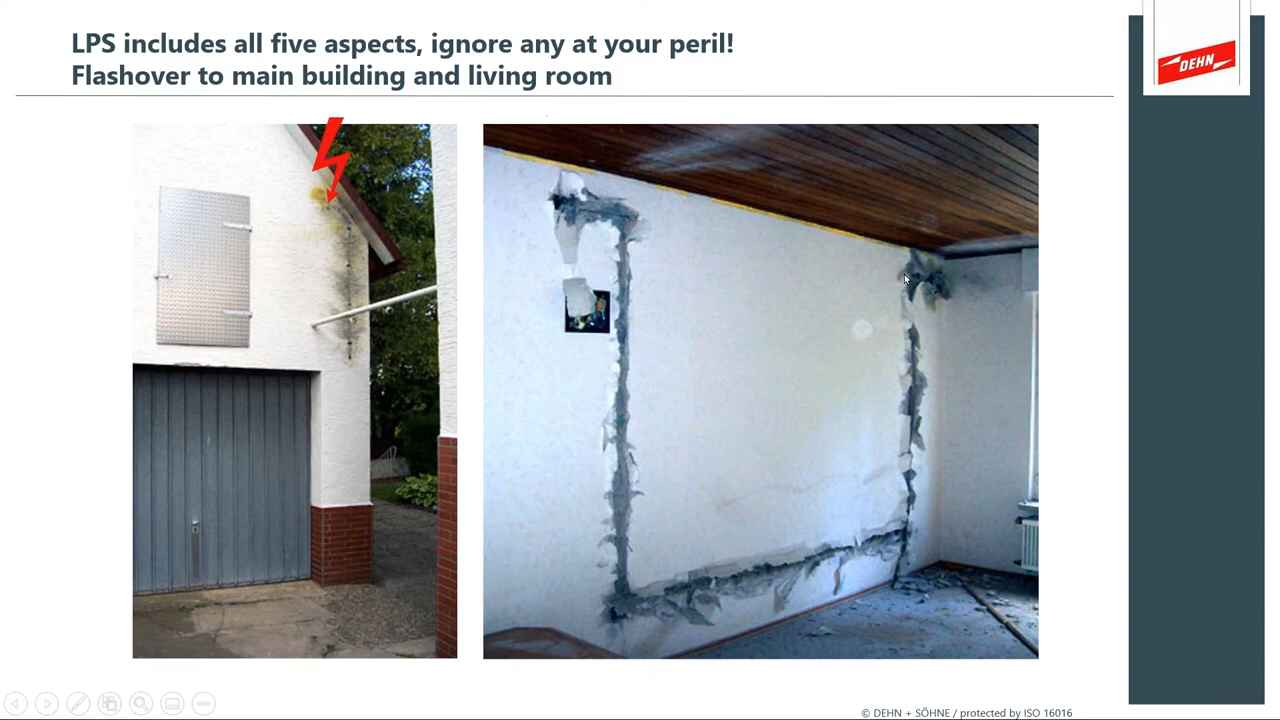 LPS includes all five aspects, ignore any at your peril!
Flashover to main building and living room
DEHN
© DEHN + SÖHNE / protected by ISO 16016